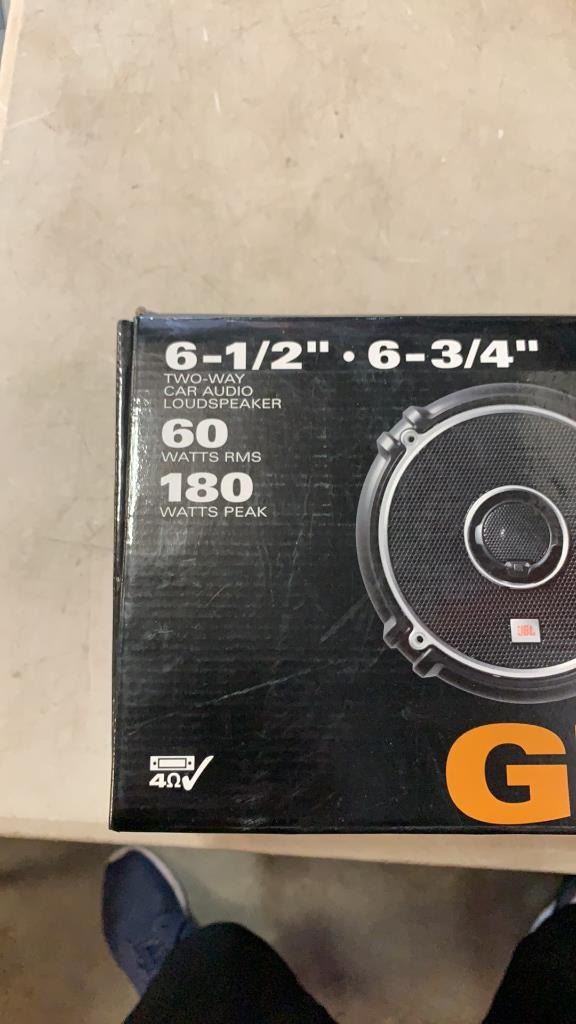 6-1/2" • 6-3/4"
TWO-WAY
CAR AUDIO
LOUDSPEAKER
60
WATTS RMS
180
WATTS PEAK
JBL
4Ω
G